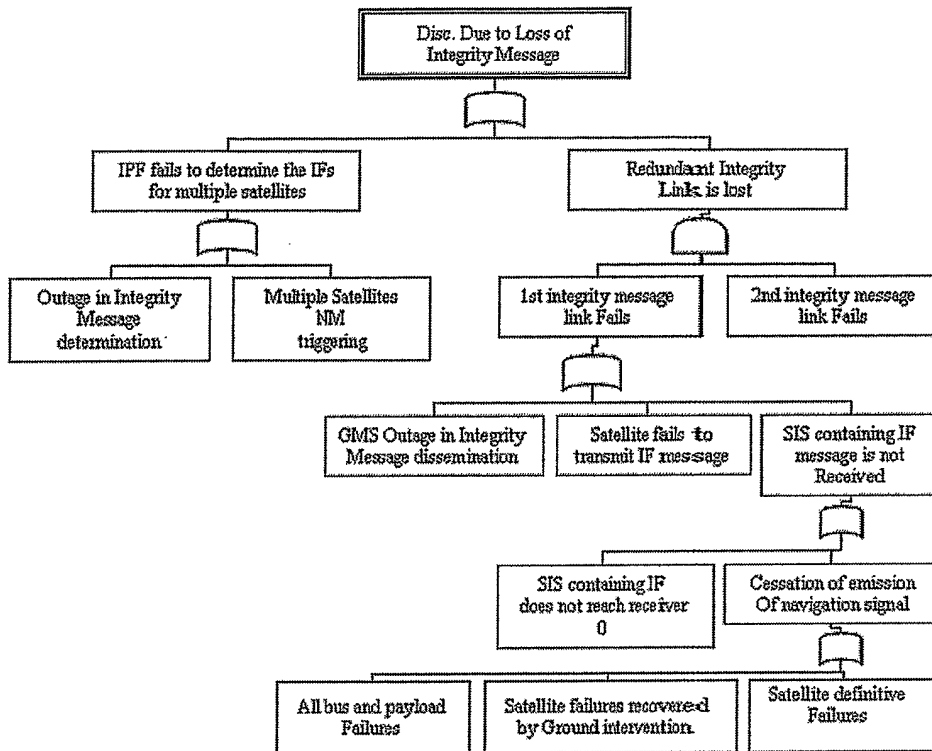 Disc. Due to Loss of
Integrity Message
IPF fails to determine the IFs
for multiple satellites
Redundant Integrity
Link is lost
Outage in Integrity
Message
determination
Multiple Satellites
NM
triggering
1st integrity message
link Fails
2nd integrity message
link Fails
GMS Outage in Integrity
Message dissemination
Satellite fails to
transmit IF message
SIS containing IF
message is not
Received
SIS containing IF
does not reach receiver
0
Cessation of emission
Of navigation signal
All bus and payload
Failures
Satellite failures recovered
by Ground intervention.
Satellite definitive
Failures